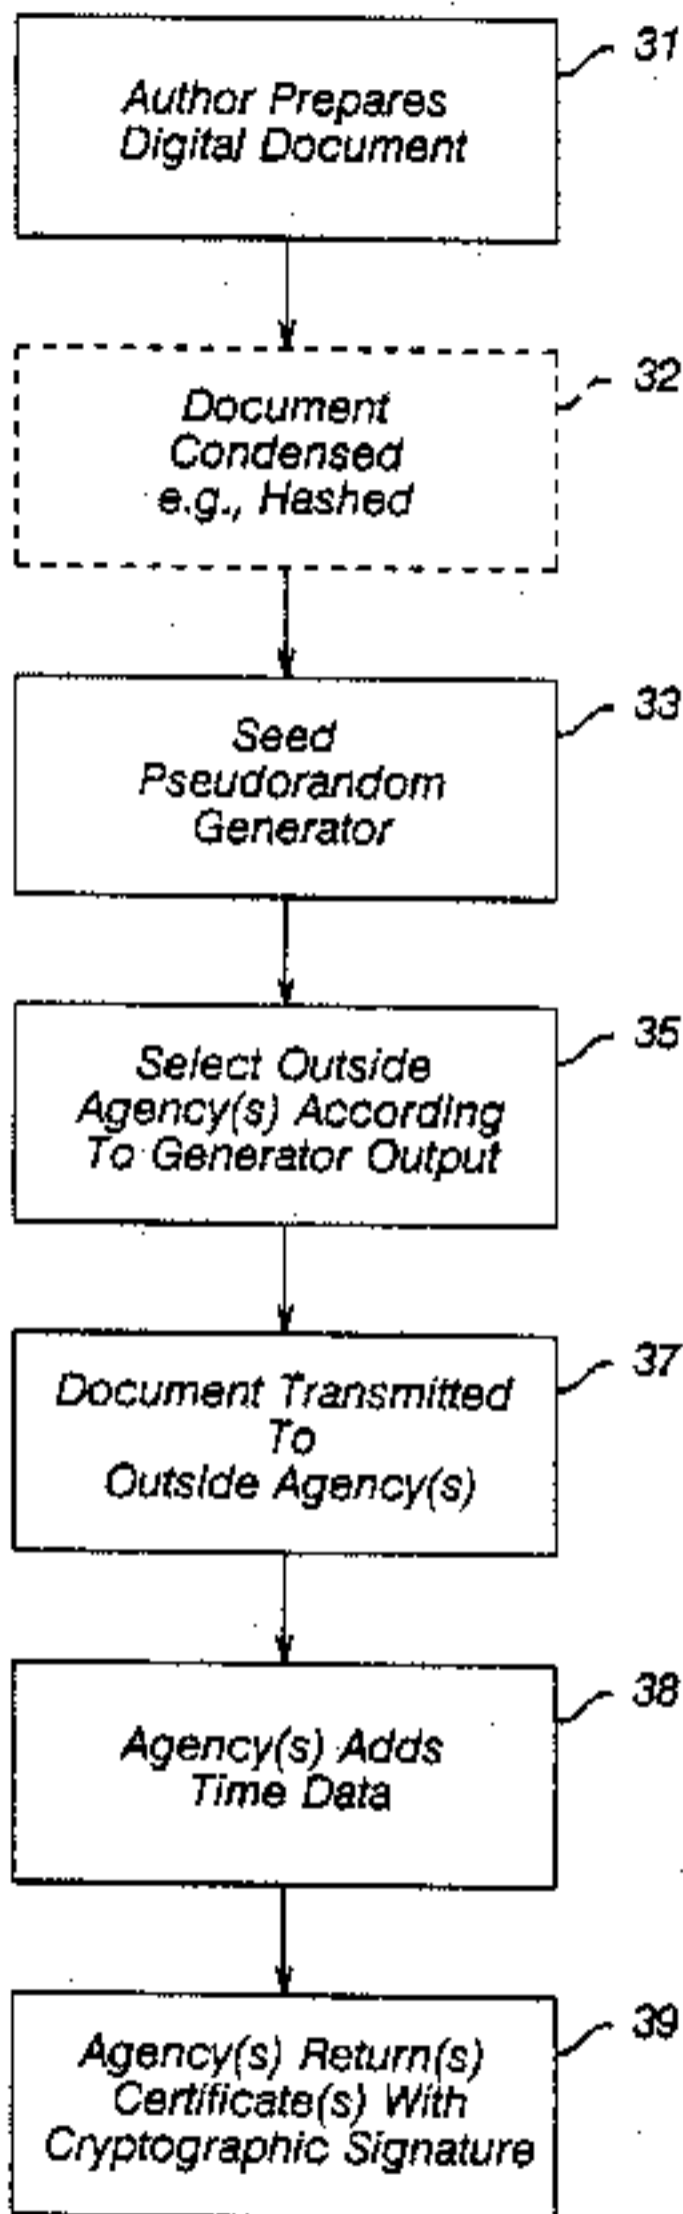 31
Author Prepares
Digital Document
32
Document
Condensed
e.g., Hashed
33
Seed
Pseudorandom
Generator
35
Select Outside
Agency(s) According
To Generator Output
37
Document Transmitted
To
Outside Agency(s)
38
Agency(s) Adds
Time Data
39
Agency(s) Return(s)
Certificate(s) With
Cryptographic Signature